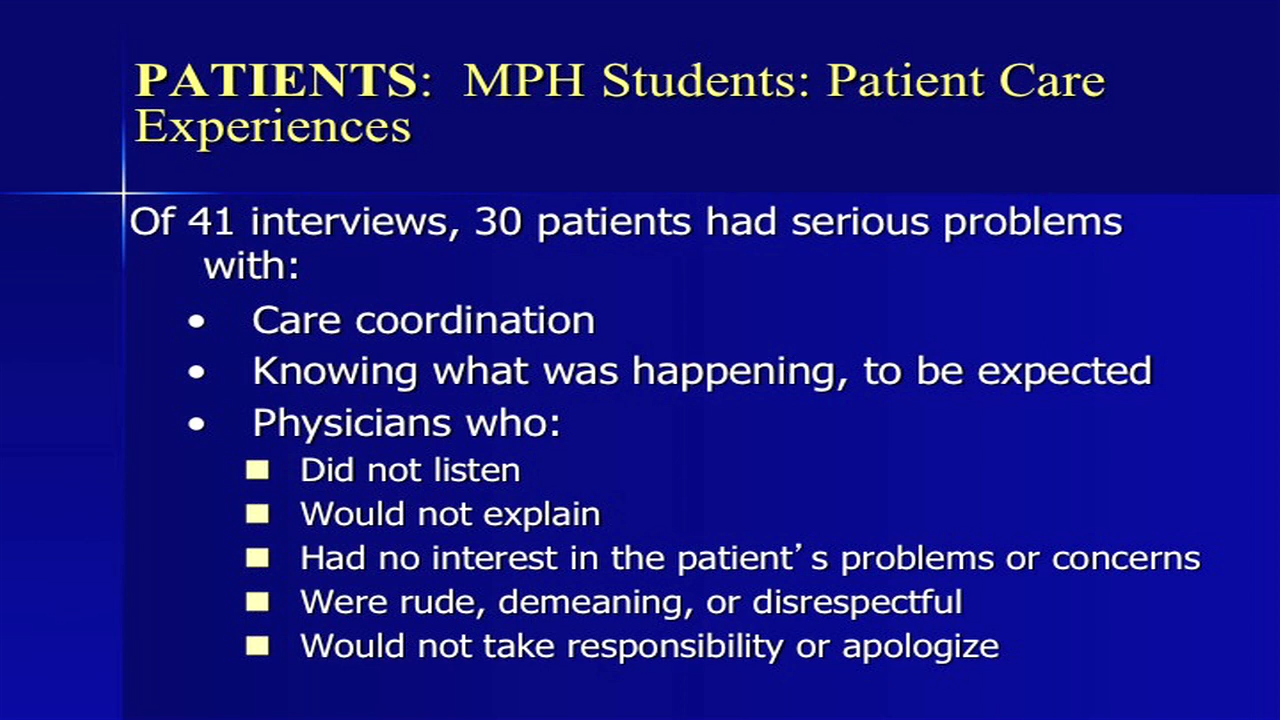 PATIENTS:  MPH Students: Patient Care
Experiences
Of 41 interviews, 30 patients had serious problems
with:
• Care coordination
• Knowing what was happening, to be expected
• Physicians who:
■ Did not listen
■ Would not explain
■ Had no interest in the patient’s problems or concerns
■ Were rude, demeaning, or disrespectful
■ Would not take responsibility or apologize